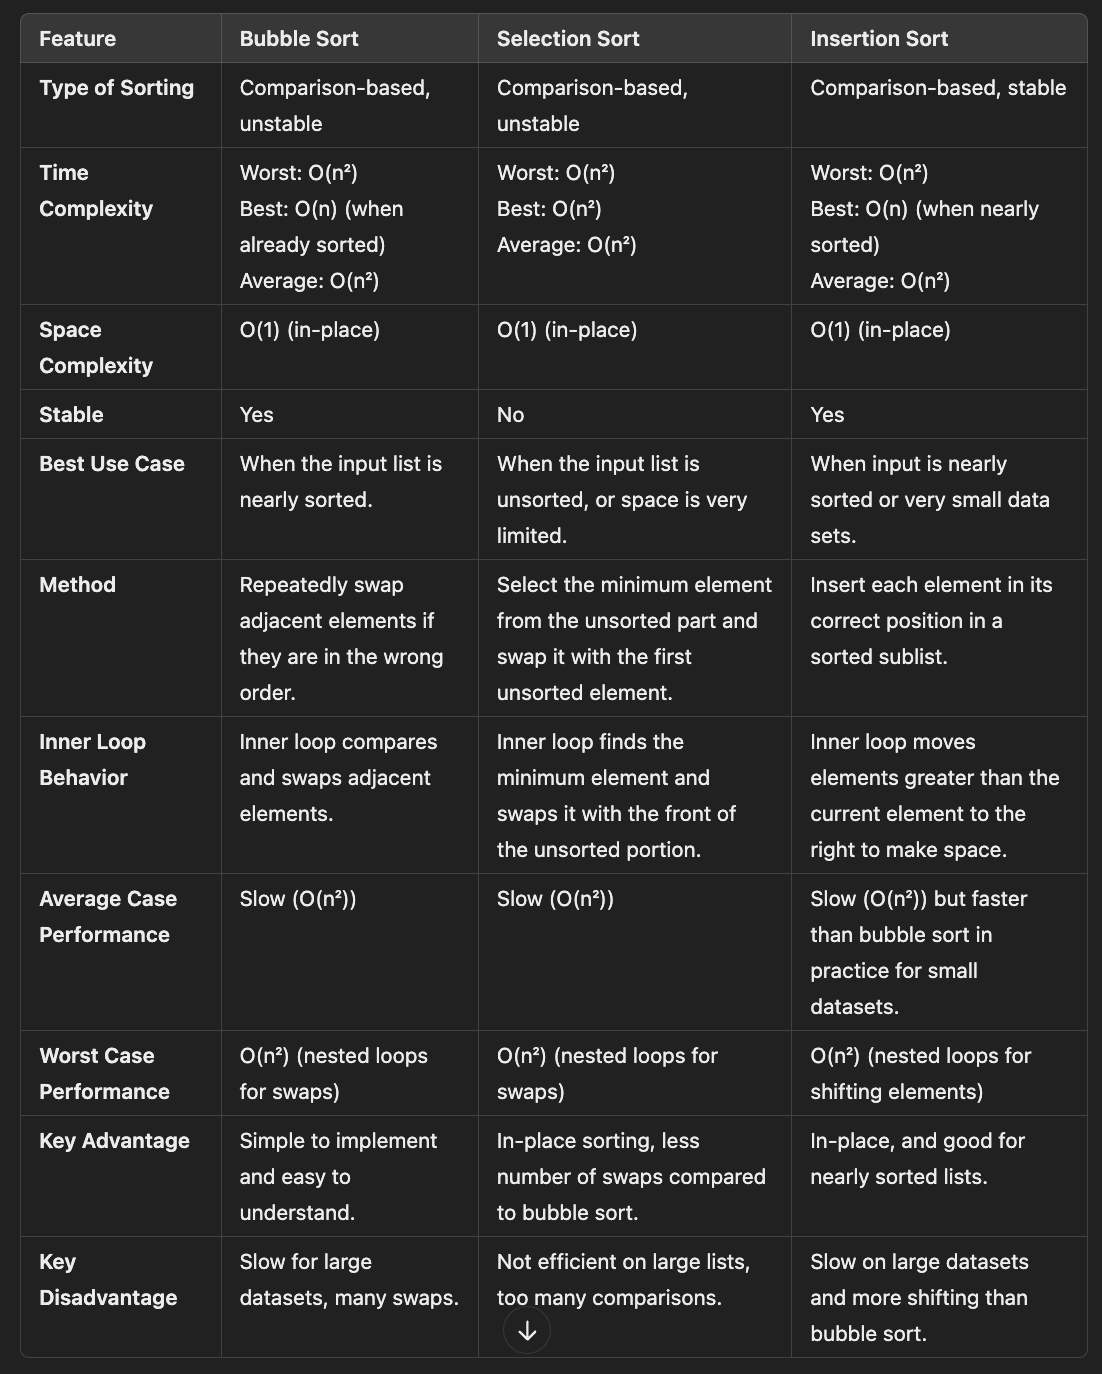 Feature Bubble Sort Selection Sort Insertion Sort
Type of Sorting Comparison-based, Comparison-based, Comparison-based, stable
unstable unstable
Time Worst: O(n²) Worst: O(n²) Worst: O(n²)
Complexity Best: O(n) (when Best: O(n²) Best: O(n) (when nearly
already sorted) Average: O(n²) sorted)
Average: O(n²) Average: O(n²)
Space O(1) (in-place) O(1) (in-place) O(1) (in-place)
Complexity
Stable Yes No Yes
Best Use Case When the input list is When the input list is When input is nearly
nearly sorted. unsorted, or space is very sorted or very small data
limited. sets.
Method Repeatedly swap Select the minimum element Insert each element in its
adjacent elements if from the unsorted part and correct position in a
they are in the wrong swap it with the first sorted sublist.
order. unsorted element.
Inner Loop Inner loop compares Inner loop finds the Inner loop moves
Behavior and swaps adjacent minimum element and elements greater than the
elements. swaps it with the front of current element to the
the unsorted portion. right to make space.
Average Case Slow (O(n²)) Slow (O(n²)) Slow (O(n²)) but faster
Performance than bubble sort in
practice for small
datasets.
Worst Case O(n²) (nested loops O(n²) (nested loops for O(n²) (nested loops for
Performance for swaps) swaps) shifting elements)
Key Advantage Simple to implement In-place sorting, less In-place, and good for
and easy to number of swaps compared nearly sorted lists.
understand. to bubble sort.
Key Slow for large Not efficient on large lists, Slow on large datasets
Disadvantage datasets, many swaps. too many comparisons. and more shifting than
bubble sort.